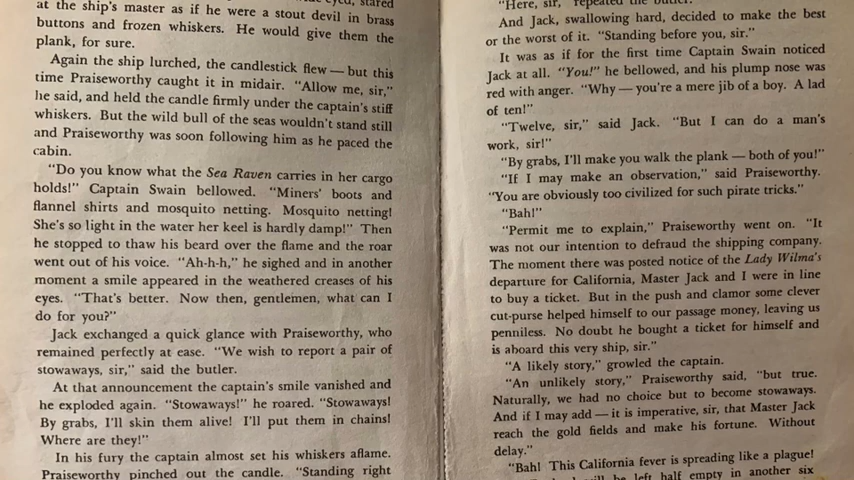 eyed, stared
at the ship's master as if he were a stout devil in brass
buttons and frozen whiskers. He would give them the
plank, for sure.
Again the ship lurched, the candlestick flew — but this
time Praiseworthy caught it in midair. "Allow me, sir,"
he said, and held the candle firmly under the captain's stiff
whiskers. But the wild bull of the seas wouldn't stand still
and Praiseworthy was soon following him as he paced the
cabin.
"Do you know what the Sea Raven carries in her cargo
holds!" Captain Swain bellowed. "Miners' boots and
flannel shirts and mosquito netting. Mosquito netting!
She's so light in the water her keel is hardly damp!" Then
he stopped to thaw his beard over the flame and the roar
went out of his voice. "Ah-h-h," he sighed and in another
moment a smile appeared in the weathered creases of his
eyes. "That's better. Now then, gentlemen, what can I
do for you?"
Jack exchanged a quick glance with Praiseworthy, who
remained perfectly at ease. "We wish to report a pair of
stowaways, sir," said the butler.
At that announcement the captain's smile vanished and
he exploded again. "Stowaways!" he roared. "Stowaways!
By grabs, I'll skin them alive! I'll put them in chains!
Where are they!"
In his fury the captain almost set his whiskers aflame.
Praiseworthy pinched out the candle. "Standing right
"Here, sir," repeated the butler.
And Jack, swallowing hard, decided to make the best
or the worst of it. "Standing before you, sir."
It was as if for the first time Captain Swain noticed
Jack at all. "You!" he bellowed, and his plump nose was
red with anger. "Why — you're a mere jib of a boy. A lad
of ten!"
"Twelve, sir," said Jack. "But I can do a man's
work, sir!"
"By grabs, I'll make you walk the plank — both of you!"
"If I may make an observation," said Praiseworthy.
"You are obviously too civilized for such pirate tricks."
"Bah!"
"Permit me to explain," Praiseworthy went on. "It
was not our intention to defraud the shipping company.
The moment there was posted notice of the Lady Wilma's
departure for California, Master Jack and I were in line
to buy a ticket. But in the push and clamor some clever
cut-purse helped himself to our passage money, leaving us
penniless. No doubt he bought a ticket for himself and
is aboard this very ship, sir."
"A likely story," growled the captain.
"An unlikely story," Praiseworthy said, "but true.
Naturally, we had no choice but to become stowaways.
And if I may add — it is imperative, sir, that Master Jack
reach the gold fields and make his fortune. Without
delay."
"Bah! This California fever is spreading like a plague!
will be left half empty in another six